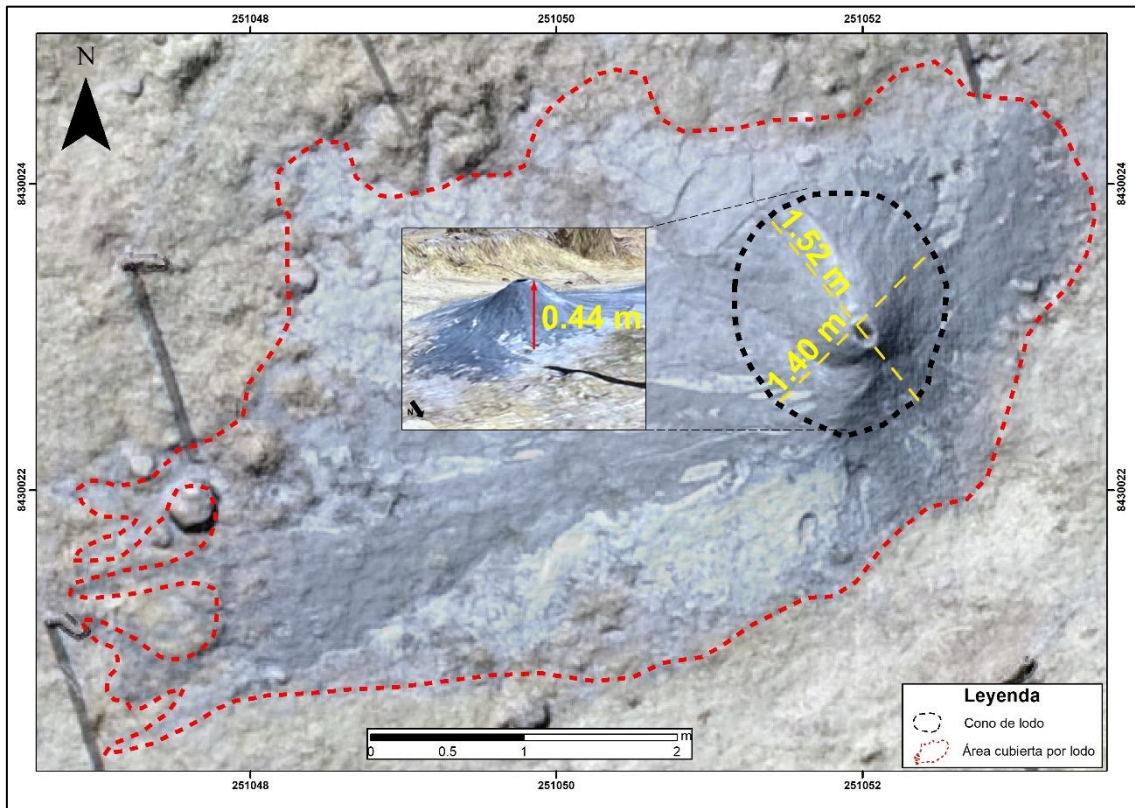 251048 251050 251052
N
8430024 8430024
1.52 m
0.44 m
1.40 m
N
8430022 8430022
Leyenda
Cono de lodo
Área cubierta por lodo
m
0 0.5 1 2
251048 251050 251052